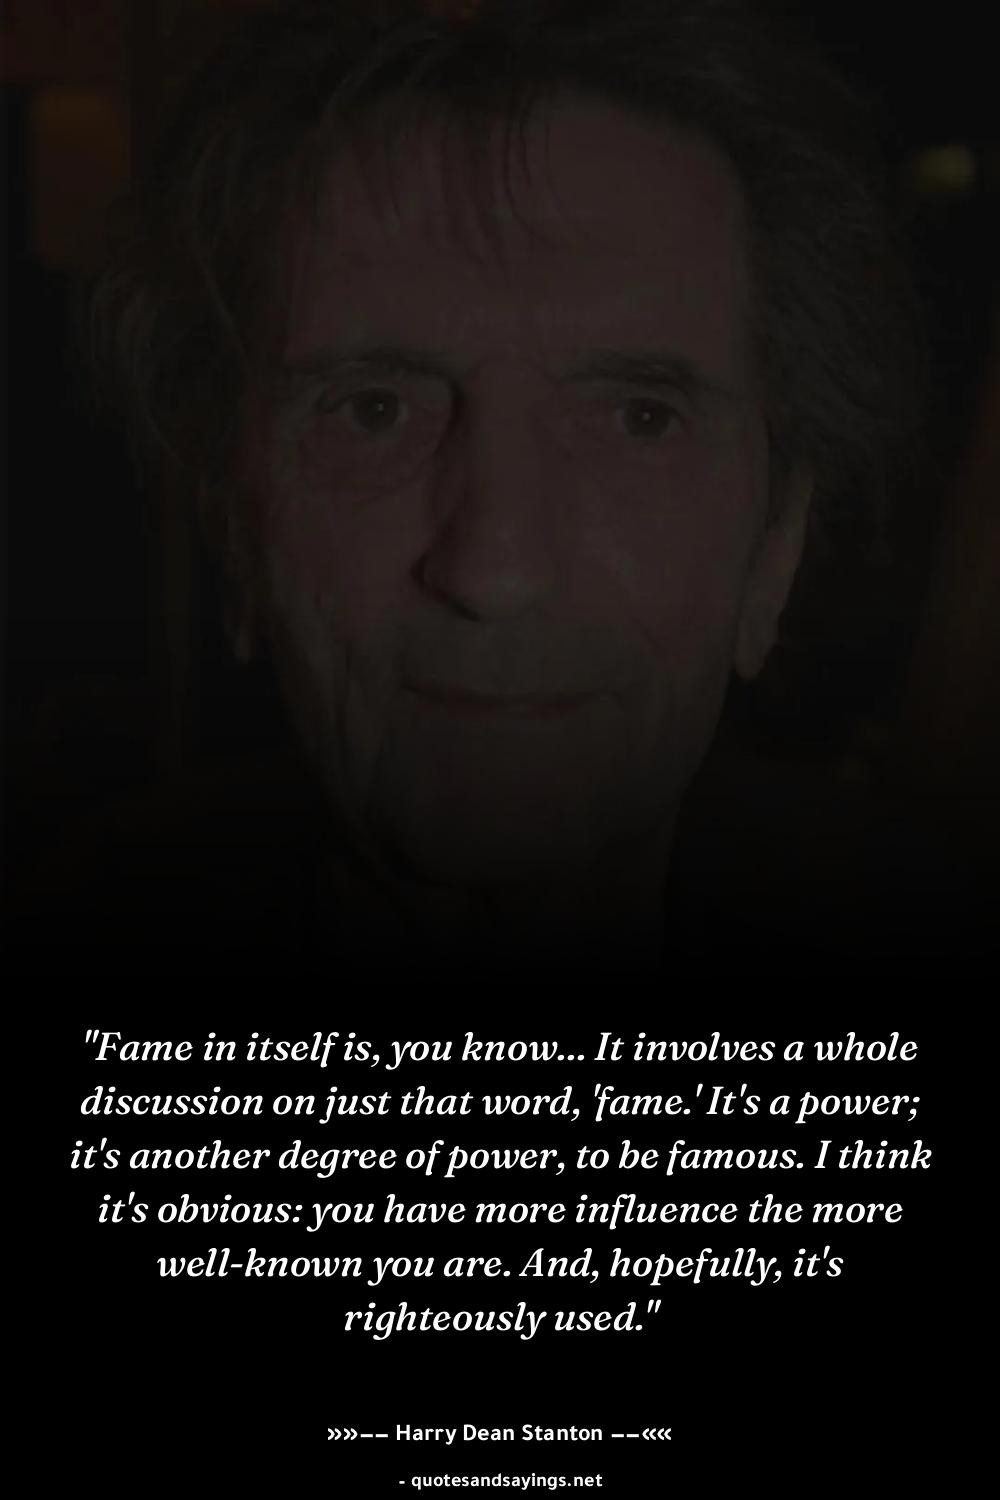 "Fame in itself is, you know... It involves a whole
discussion on just that word, 'fame.' It's a power;
it's another degree of power, to be famous. I think
it's obvious: you have more influence the more
well-known you are. And, hopefully, it's
righteously used."
»»−− Harry Dean Stanton −−««
- quotesandsayings.net